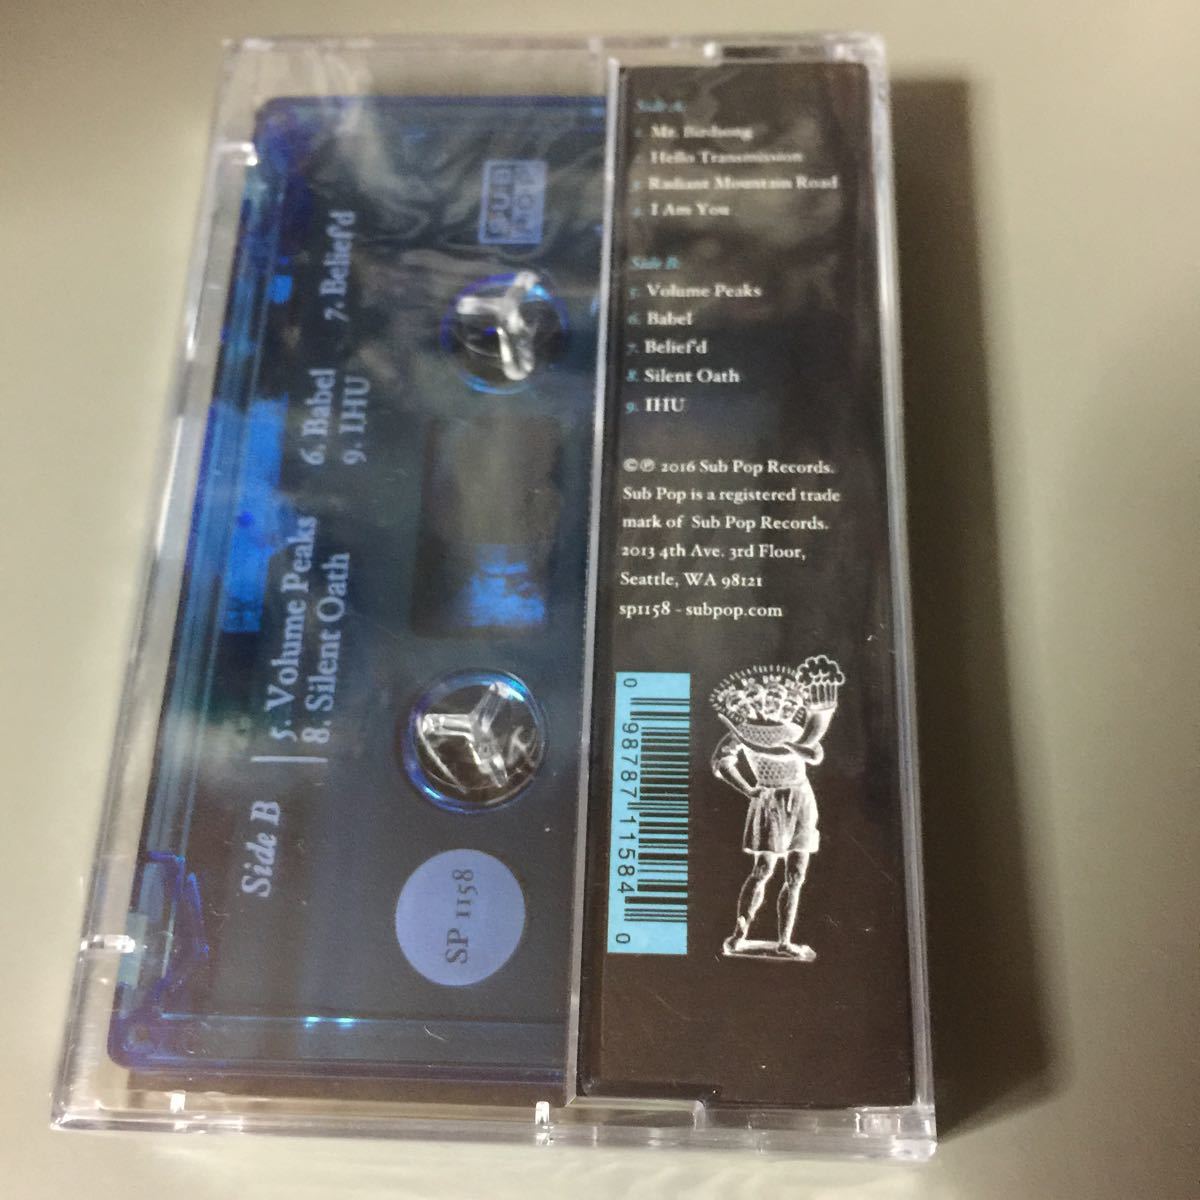 Side A:
1. Mr. Birdsong
2. Hello Transmission
3. Radiant Mountain Road
4. I Am You
Side B:
5. Volume Peaks
6. Babel
7. Belief'd
8. Silent Oath
9. IHU
©℗ 2016 Sub Pop Records.
Sub Pop is a registered trade
mark of Sub Pop Records.
2013 4th Ave. 3rd Floor,
Seattle, WA 98121
sp1158 - subpop.com
0 98787 11584 0
SUB
POP
Side B
5. Volume Peaks 6. Babel 7. Belief'd
8. Silent Oath 9. IHU
SP 1158